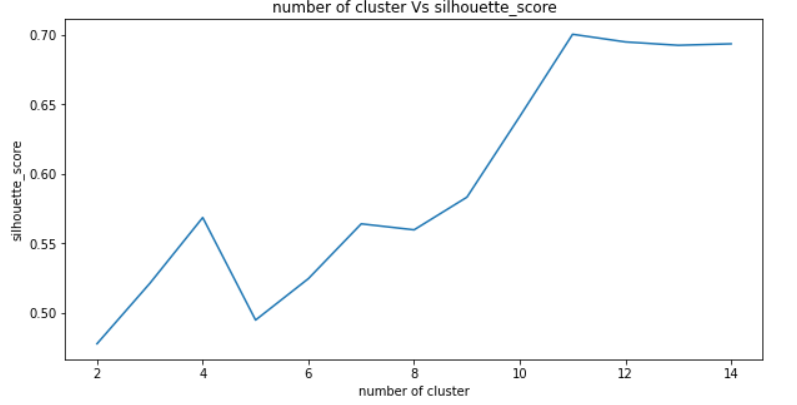 number of cluster Vs silhouette_score
0.70
0.65
0.60
0.55
0.50
silhouette_score
2 4 6 8 10 12 14
number of cluster